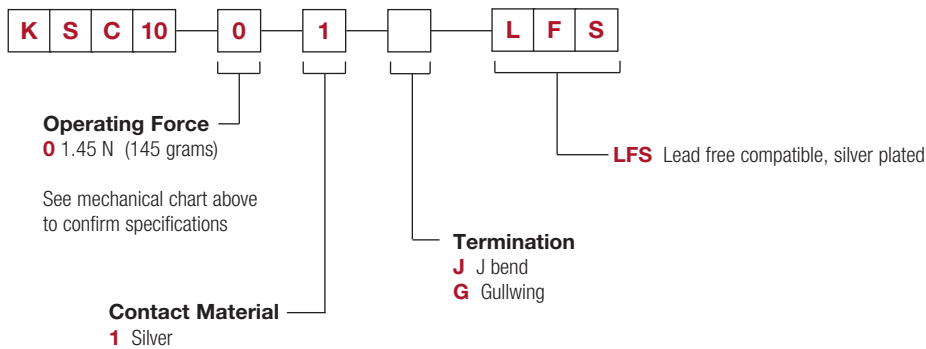 K S C 10 0 1 L F S
Operating Force
0 1.45 N (145 grams)
LFS Lead free compatible, silver plated
See mechanical chart above
to confirm specifications
Termination
J J bend
G Gullwing
Contact Material
1 Silver